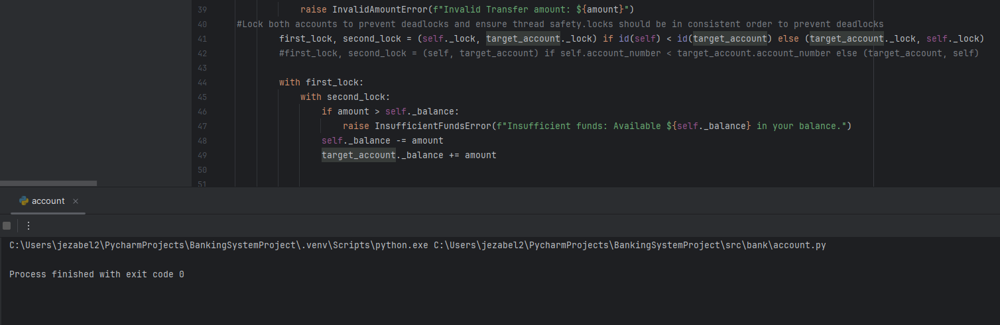 39 raise InvalidAmountError(f"Invalid Transfer amount: ${amount}")
40 #Lock both accounts to prevent deadlocks and ensure thread safety.locks should be in consistent order to prevent deadlocks
41 first_lock, second_lock = (self._lock, target_account._lock) if id(self) < id(target_account) else (target_account._lock, self._lock)
42 #first_lock, second_lock = (self, target_account) if self.account_number < target_account.account_number else (target_account, self)
43
44 with first_lock:
45 with second_lock:
46 if amount > self._balance:
47 raise InsufficientFundsError(f"Insufficient funds: Available ${self._balance} in your balance.")
48 self._balance -= amount
49 target_account._balance += amount
50
51
account
C:\Users\jezabel2\PycharmProjects\BankingSystemProject\.venv\Scripts\python.exe C:\Users\jezabel2\PycharmProjects\BankingSystemProject\src\bank\account.py
Process finished with exit code 0